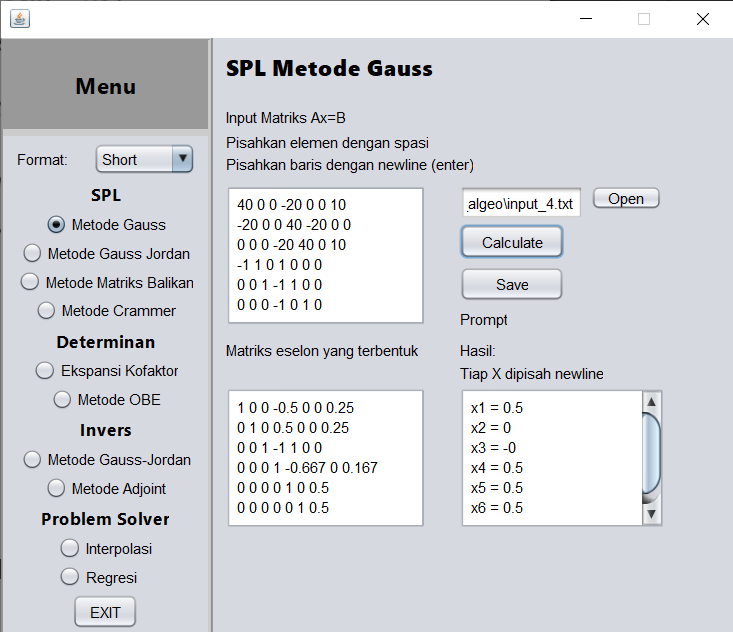 Menu
Format:
Short
SPL
Metode Gauss
Metode Gauss Jordan
Metode Matriks Balikan
Metode Crammer
Determinan
Ekspansi Kofaktor
Metode OBE
Invers
Metode Gauss-Jordan
Metode Adjoint
Problem Solver
Interpolasi
Regresi
EXIT
SPL Metode Gauss
Input Matriks Ax=B
Pisahkan elemen dengan spasi
Pisahkan baris dengan newline (enter)
40 0 0 -20 0 0 10
-20 0 0 40 -20 0 0
0 0 0 -20 40 0 10
-1 1 0 1 0 0 0
0 0 1 -1 1 0 0
0 0 0 -1 0 1 0
algeo\input_4.txt
Open
Calculate
Save
Prompt
Matriks eselon yang terbentuk
1 0 0 -0.5 0 0 0.25
0 1 0 0.5 0 0 0.25
0 0 1 -1 1 0 0
0 0 0 1 -0.667 0 0.167
0 0 0 0 1 0 0.5
0 0 0 0 0 1 0.5
Hasil:
Tiap X dipisah newline
x1 = 0.5
x2 = 0
x3 = -0
x4 = 0.5
x5 = 0.5
x6 = 0.5